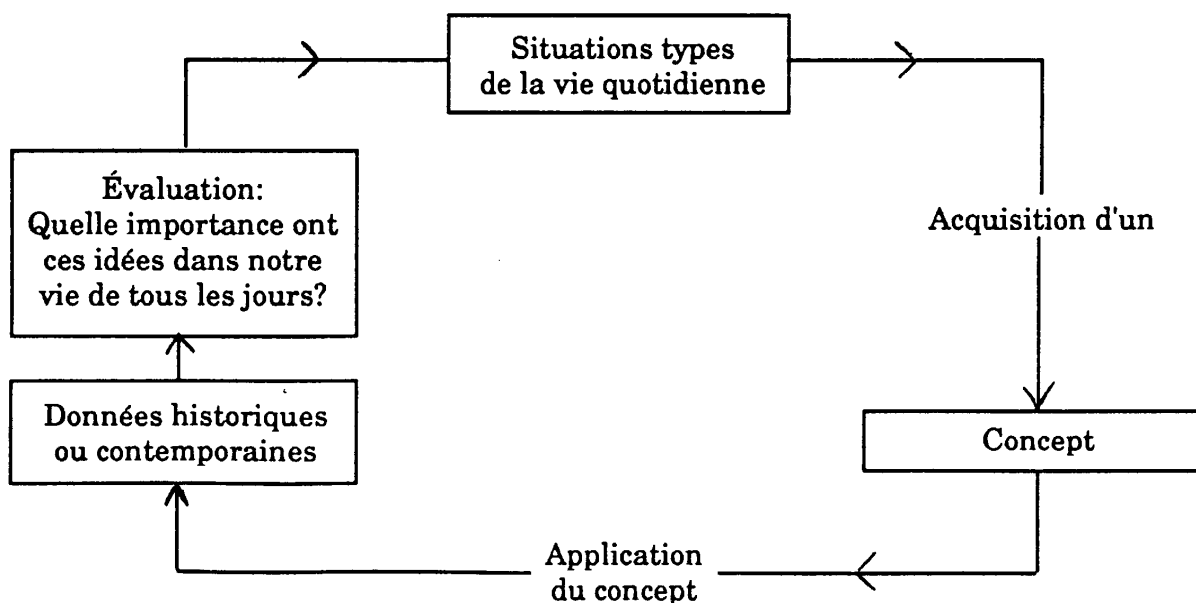 Situations types
de la vie quotidienne
Acquisition d'un
Concept
Application
du concept
Données historiques
ou contemporaines
Évaluation:
Quelle importance ont
ces idées dans notre
vie de tous les jours?